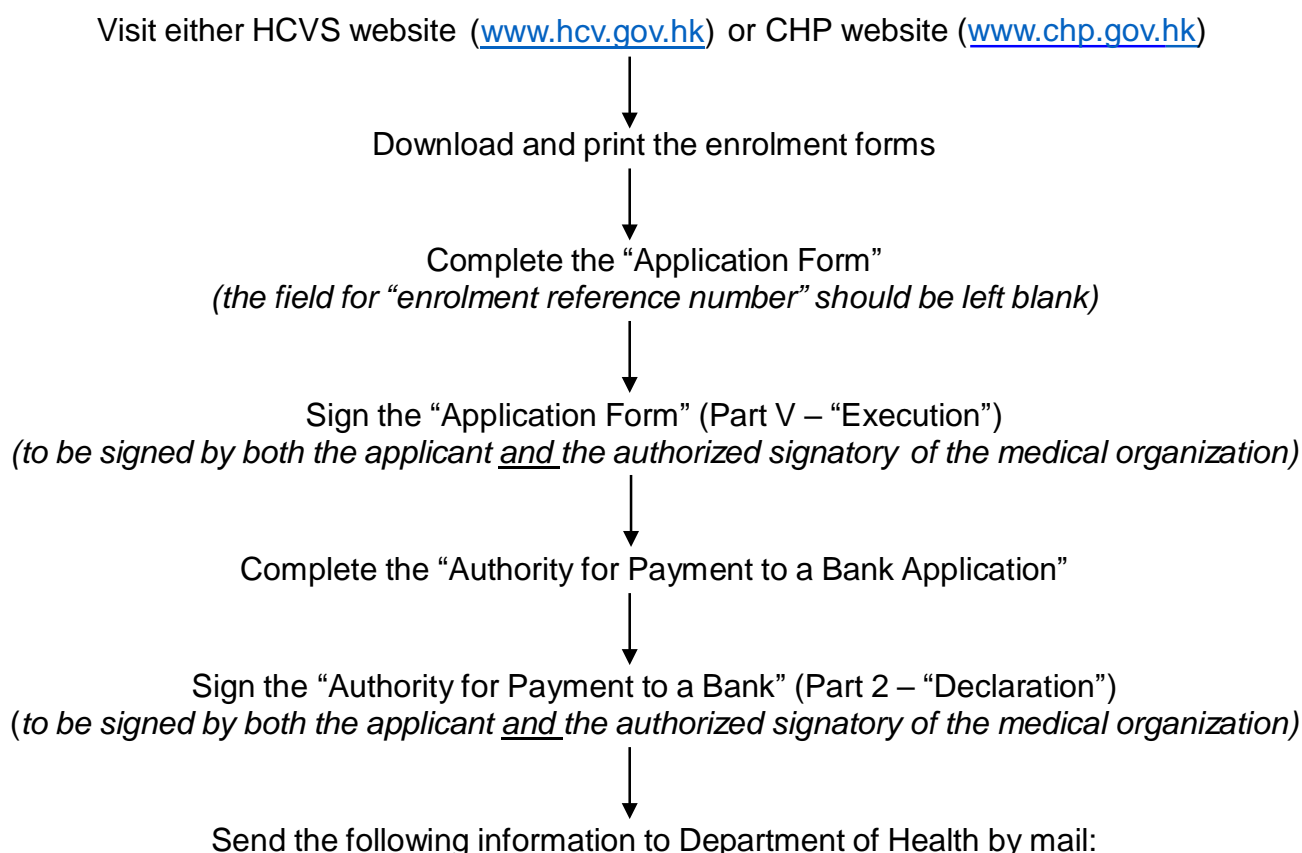 Visit either HCVS website (www.hcv.gov.hk) or CHP website (www.chp.gov.hk)
Download and print the enrolment forms
Complete the “Application Form”
(the field for “enrolment reference number” should be left blank)
Sign the “Application Form” (Part V – “Execution”)
(to be signed by both the applicant and the authorized signatory of the medical organization)
Complete the “Authority for Payment to a Bank Application”
Sign the “Authority for Payment to a Bank” (Part 2 – “Declaration”)
(to be signed by both the applicant and the authorized signatory of the medical organization)
Send the following information to Department of Health by mail: